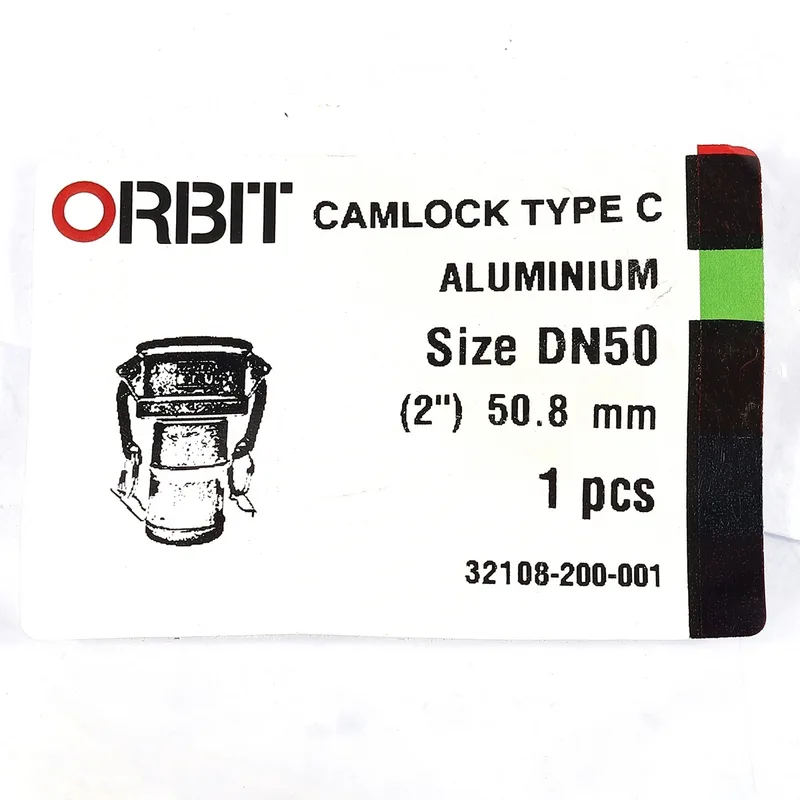 ORBIT CAMLOCK TYPE C
ALUMINIUM
Size DN50
(2") 50.8 mm
1 pcs
32108-200-001